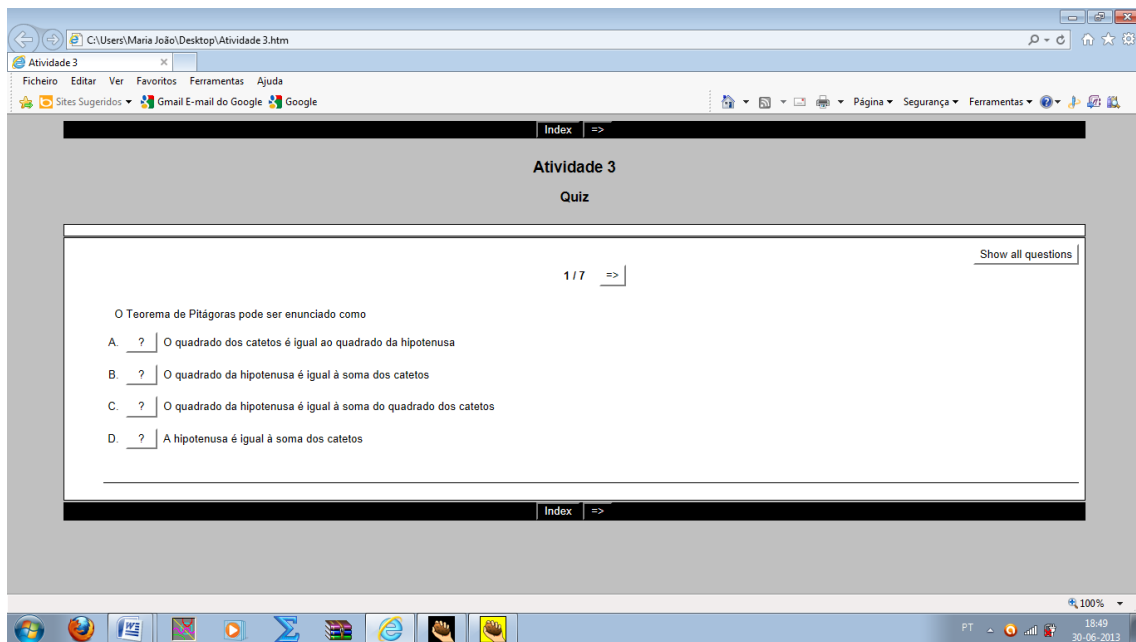 C:\Users\Maria João\Desktop\Atividade 3.htm
Atividade 3
Ficheiro Editar Ver Favoritos Ferramentas Ajuda
Sites Sugeridos Gmail E-mail do Google Google Página Segurança Ferramentas
Index =>
Atividade 3
Quiz
Show all questions
1 / 7 =>
O Teorema de Pitágoras pode ser enunciado como
A. ? O quadrado dos catetos é igual ao quadrado da hipotenusa
B. ? O quadrado da hipotenusa é igual à soma dos catetos
C. ? O quadrado da hipotenusa é igual à soma do quadrado dos catetos
D. ? A hipotenusa é igual à soma dos catetos
Index =>
100%
PT 18:49
30-06-2013